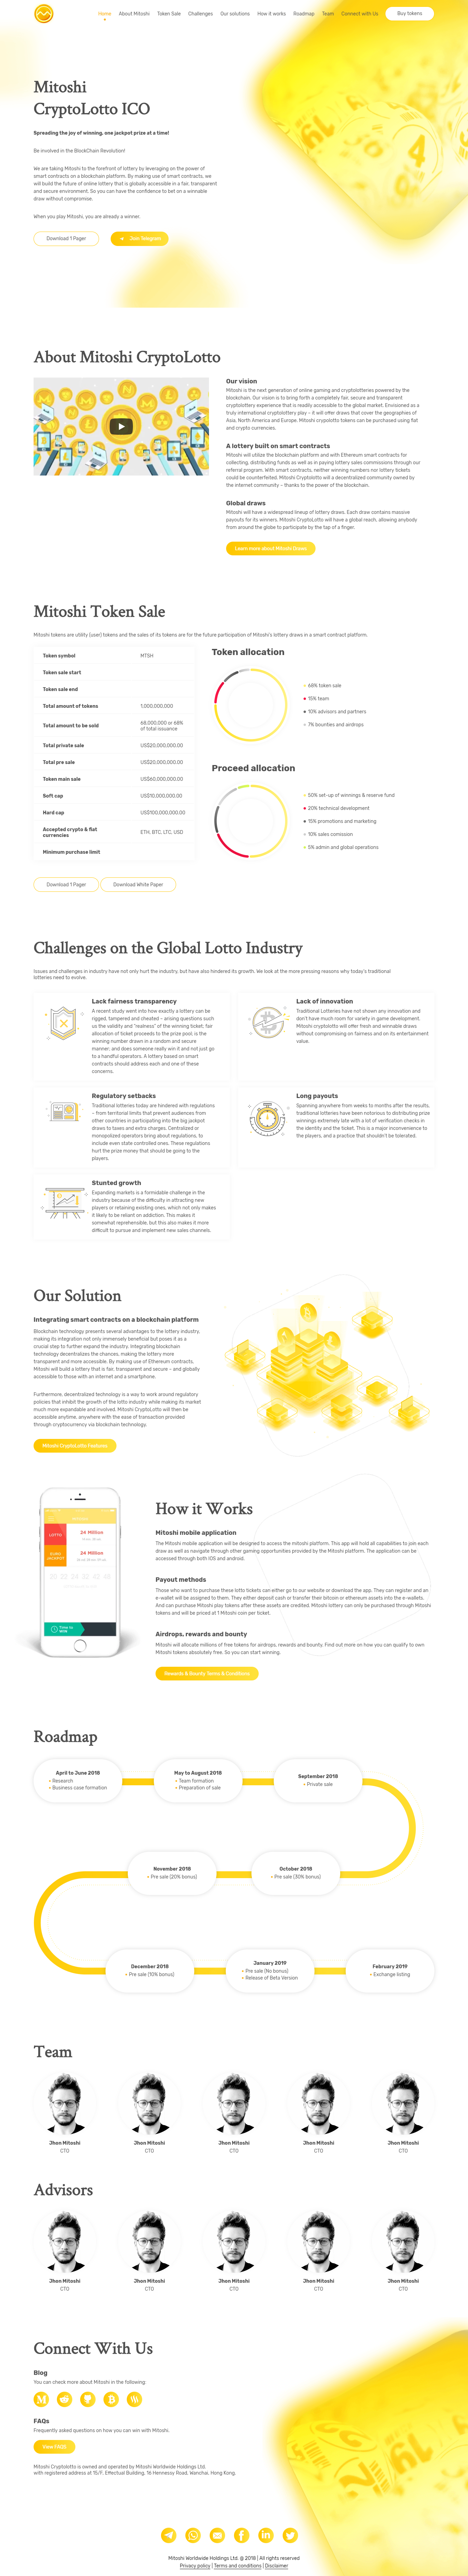 Home About Mitoshi Token Sale Challenges Our solutions How it works Roadmap Team Connect with Us Buy tokens
Mitoshi
CryptoLotto ICO
Spreading the joy of winning, one jackpot prize at a time!
Be involved in the BlockChain Revolution!
We are taking Mitoshi to the forefront of lottery by leveraging on the power of
smart contracts on a blockchain platform. By making use of smart contracts, we
will build the future of online lottery that is globally accessible in a fair, transparent
and secure environment. So you can have the confidence to bet on a winnable
draw without compromise.
When you play Mitoshi, you are already a winner.
Download 1 Pager
Join Telegram
About Mitoshi CryptoLotto
Our vision
Mitoshi is the next generation of online gaming and cryptolotteries powered by the
blockchain. Our vision is to bring forth a completely fair, secure and transparent
cryptolottery experience that is readily accessible to the global market. Envisioned as a
truly international cryptolottery play – it will offer draws that cover the geographies of
Asia, North America and Europe. Mitoshi cryptolotto tokens can be purchased using fiat
and crypto currencies.
A lottery built on smart contracts
Mitoshi will utilize the blockchain platform and with Ethereum smart contracts for
collecting, distributing funds as well as in paying lottery sales commissions through our
referral program. With smart contracts, neither winning numbers nor lottery tickets
could be counterfeited. Mitoshi Cryptolotto will a decentralized community owned by
the internet community – thanks to the power of the blockchain.
Global draws
Mitoshi will have a widespread lineup of lottery draws. Each draw contains massive
payouts for its winners. Mitoshi CryptoLotto will have a global reach, allowing anybody
from around the globe to participate by the tap of a finger.
Learn more about Mitoshi Draws
Mitoshi Token Sale
Mitoshi tokens are utility (user) tokens and the sales of its tokens are for the future participation of Mitoshi's lottery draws in a smart contract platform.
Token symbol MTSH
Token sale start
Token sale end
Total amount of tokens 1,000,000,000
Total amount to be sold 68,000,000 or 68%
of total issuance
Total private sale US$20,000,000.00
Total pre sale US$20,000,000.00
Token main sale US$60,000,000.00
Soft cap US$10,000,000.00
Hard cap US$100,000,000.00
Accepted crypto & fiat
currencies ETH, BTC, LTC, USD
Minimum purchase limit
Token allocation
68% token sale
15% team
10% advisors and partners
7% bounties and airdrops
Proceed allocation
50% set-up of winnings & reserve fund
20% technical development
15% promotions and marketing
10% sales comission
5% admin and global operations
Download 1 Pager
Download White Paper
Challenges on the Global Lotto Industry
Issues and challenges in industry have not only hurt the industry, but have also hindered its growth. We look at the more pressing reasons why today's traditional
lotteries need to evolve.
Lack fairness transparency
A recent study went into how exactly a lottery can be
rigged, tampered and cheated – arising questions such
us the validity and "realness" of the winning ticket, fair
allocation of ticket proceeds to the prize pool, is the
winning number drawn in a random and secure
manner; and does someone really win it and not just go
to a handful operators. A lottery based on smart
contracts should address each and one of these
concerns.
Lack of innovation
Traditional Lotteries have not shown any innovation and
don't have much room for variety in game development.
Mitoshi cryptolotto will offer fresh and winnable draws
without compromising on fairness and on its entertainment
value.
Regulatory setbacks
Traditional lotteries today are hindered with regulations
– from terrritorial limits that prevent audiences from
other countries in participating into the big jackpot
draws to taxes and extra charges. Centralized or
monopolized operators bring about regulations, to
include even state controlled ones. These regulations
hurt the prize money that should be going to the
players.
Long payouts
Spanning anywhere from weeks to months after the results,
traditional lotteries have been notorious to distributing prize
winnings extremely late with a lot of verification checks in
the identity and the ticket. This is a major inconvenience to
the players, and a practice that shouldn't be tolerated.
Stunted growth
Expanding markets is a formidable challenge in the
industry because of the difficulty in attracting new
players or retaining existing ones, which not only makes
it likely to be reliant on addiction. This makes it
somewhat reprehensible, but this also makes it more
difficult to pursue and implement new sales channels.
Our Solution
Integrating smart contracts on a blockchain platform
Blockchain technology presents several advantages to the lottery industry,
making its integration not only immensely beneficial but poses it as a
crucial step to further expand the industry. Integrating blockchain
technology decentralizes the chances, making the lottery more
transparent and more accessible. By making use of Ethereum contracts,
Mitoshi will build a lottery that is fair, transparent and secure – and globally
accessible to those with an internet and a smartphone.
Furthermore, decentralized technology is a way to work around regulatory
policies that inhibit the growth of the lotto industry while making its market
much more expandable and involved. Mitoshi CryptoLotto will then be
accessible anytime, anywhere with the ease of transaction provided
through cryptocurrency via blockchain technology.
Mitoshi CryptoLotto Features
LOTTO
24 Million
EURO
JACKPOT
24 Million
Time to
WIN
How it Works
Mitoshi mobile application
The Mitoshi mobile application will be designed to access the mitoshi platform. This app will hold all capabilities to join each
draw as well as navigate through other gaming opportunities provided by the Mitoshi platform. The application can be
accessed through both iOS and android.
Payout methods
Those who want to purchase these lotto tickets can either go to our website or download the app. They can register and an
e-wallet will be assigned to them. They will either deposit cash or transfer their bitcoin or ethereum assets into the e-wallets.
And can purchase Mitoshi play tokens after these assets are credited. Mitoshi lottery can only be purchased through Mitoshi
tokens and will be priced at 1 Mitoshi coin per ticket.
Airdrops, rewards and bounty
Mitoshi will allocate millions of free tokens for airdrops, rewards and bounty. Find out more on how you can qualify to own
Mitoshi tokens absolutely free. So you can start winning.
Rewards & Bounty Terms & Conditions
Roadmap
April to June 2018
Research
Business case formation
May to August 2018
Team formation
Preparation of sale
September 2018
Private sale
November 2018
Pre sale (20% bonus)
October 2018
Pre sale (30% bonus)
December 2018
Pre sale (10% bonus)
January 2019
Pre sale (No bonus)
Release of Beta Version
February 2019
Exchange listing
Team
Jhon Mitoshi Jhon Mitoshi Jhon Mitoshi Jhon Mitoshi Jhon Mitoshi
CTO CTO CTO CTO CTO
Advisors
Jhon Mitoshi Jhon Mitoshi Jhon Mitoshi Jhon Mitoshi Jhon Mitoshi
CTO CTO CTO CTO CTO
Connect With Us
Blog
You can check more about Mitoshi in the following:
FAQs
Frequently asked questions on how you can win with Mitoshi.
View FAQS
Mitoshi Cryptolotto is owned and operated by Mitoshi Worldwide Holdings Ltd.
with registered address at 15/F, Effectual Building, 16 Hennessy Road, Wanchai, Hong Kong.
Mitoshi Worldwide Holdings Ltd. @ 2018 | All rights reserved
Privacy policy | Terms and conditions | Disclaimer